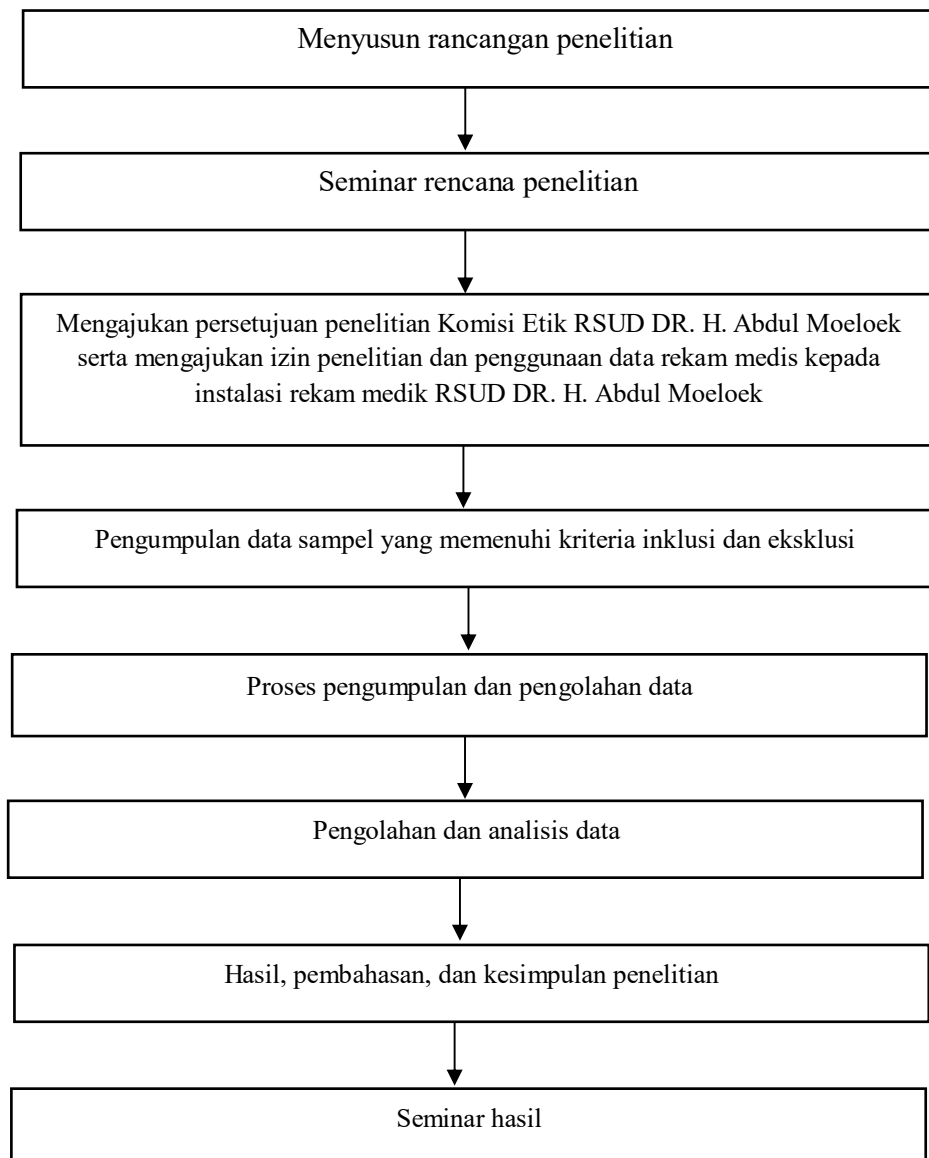 Menyusun rancangan penelitian
Seminar rencana penelitian
Mengajukan persetujuan penelitian Komisi Etik RSUD DR. H. Abdul Moeloek
serta mengajukan izin penelitian dan penggunaan data rekam medis kepada
instalasi rekam medik RSUD DR. H. Abdul Moeloek
Pengumpulan data sampel yang memenuhi kriteria inklusi dan eksklusi
Proses pengumpulan dan pengolahan data
Pengolahan dan analisis data
Hasil, pembahasan, dan kesimpulan penelitian
Seminar hasil